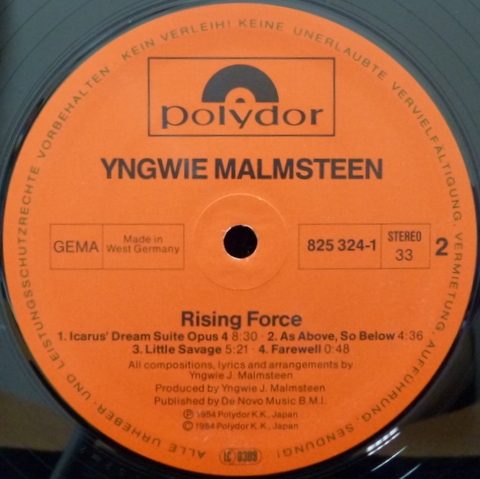 ALLE URHEBER- UND LEISTUNGSSCHUTZRECHTE VORBEHALTEN · KEIN VERLEIH! KEINE UNERLAUBTE VERVIELFÄLTIGUNG, VERMIETUNG, AUFFÜHRUNG, SENDUNG!
polydor
YNGWIE MALMSTEEN
GEMA
Made in
West Germany
825 324-1
STEREO
33
2
Rising Force
1. Icarus' Dream Suite Opus 4 8:30 · 2. As Above, So Below 4:36
3. Little Savage 5:21 · 4. Farewell 0:48
All compositions, lyrics and arrangements by
Yngwie J. Malmsteen
Produced by Yngwie J. Malmsteen
Published by De Novo Music B.M.I.
Ⓟ 1984 Polydor K.K., Japan
© 1984 Polydor K.K., Japan
LC 0309